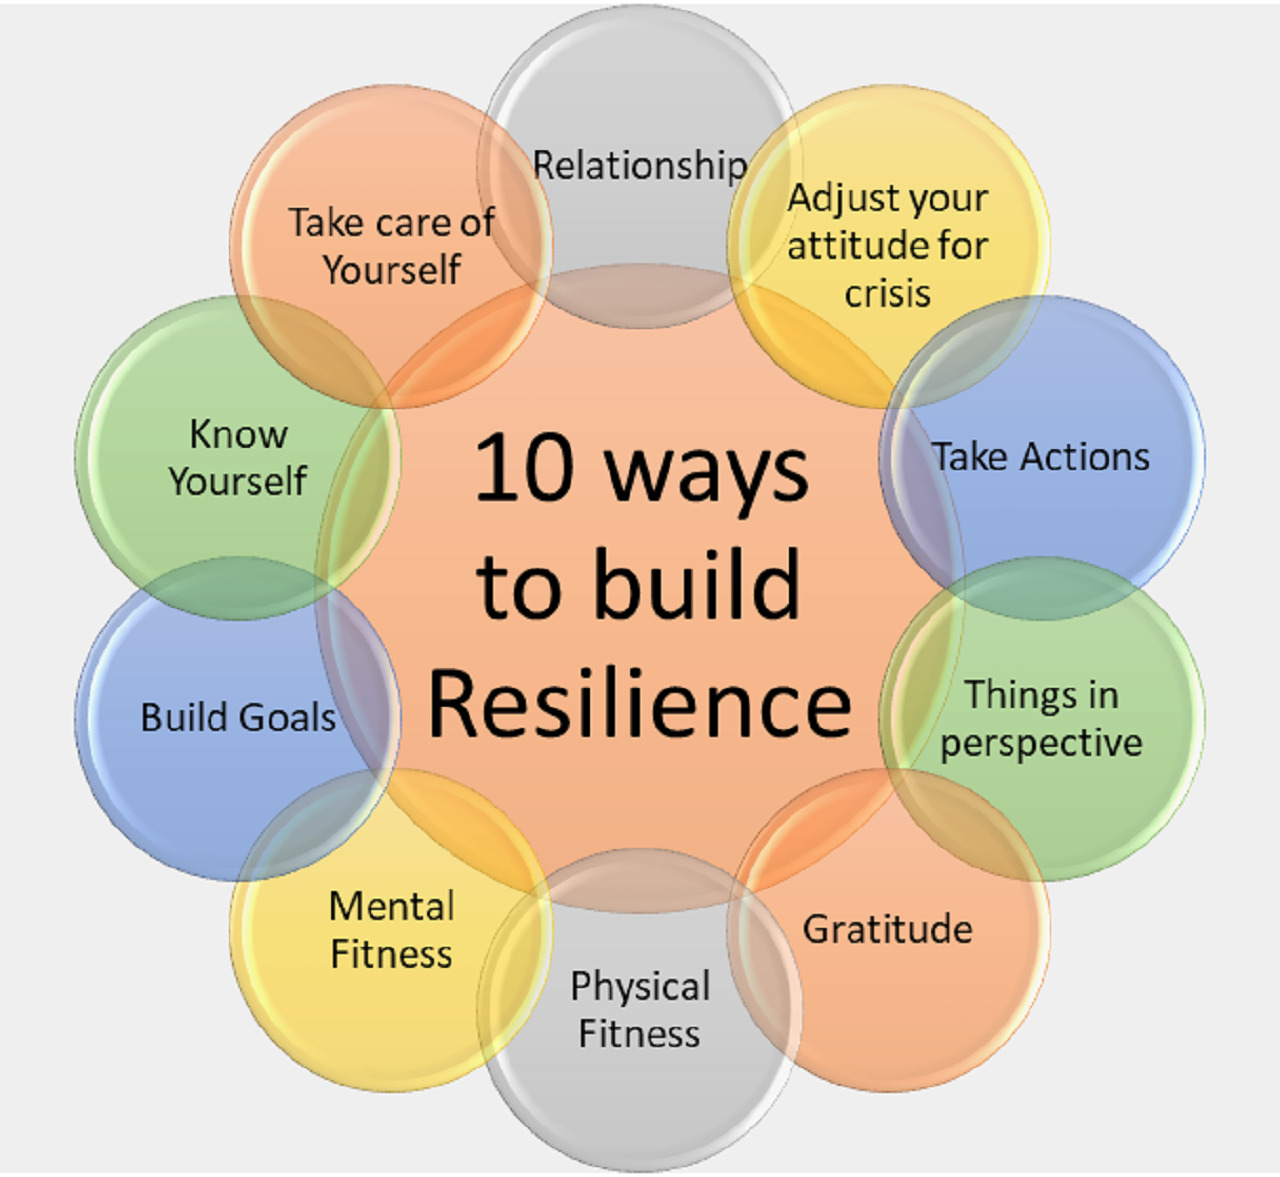 Relationship
Adjust your
attitude for
crisis
Take Actions
Things in
perspective
Gratitude
Physical
Fitness
Mental
Fitness
Build Goals
Know
Yourself
Take care of
Yourself
10 ways
to build
Resilience